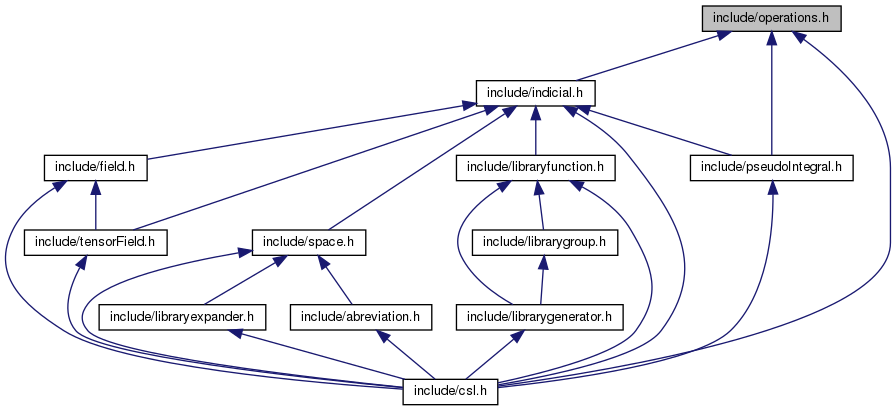 include/operations.h
include/indicial.h
include/field.h
include/libraryfunction.h
include/pseudoIntegral.h
include/tensorField.h
include/space.h
include/librarygroup.h
include/libraryexpander.h
include/abreviation.h
include/librarygenerator.h
include/csl.h